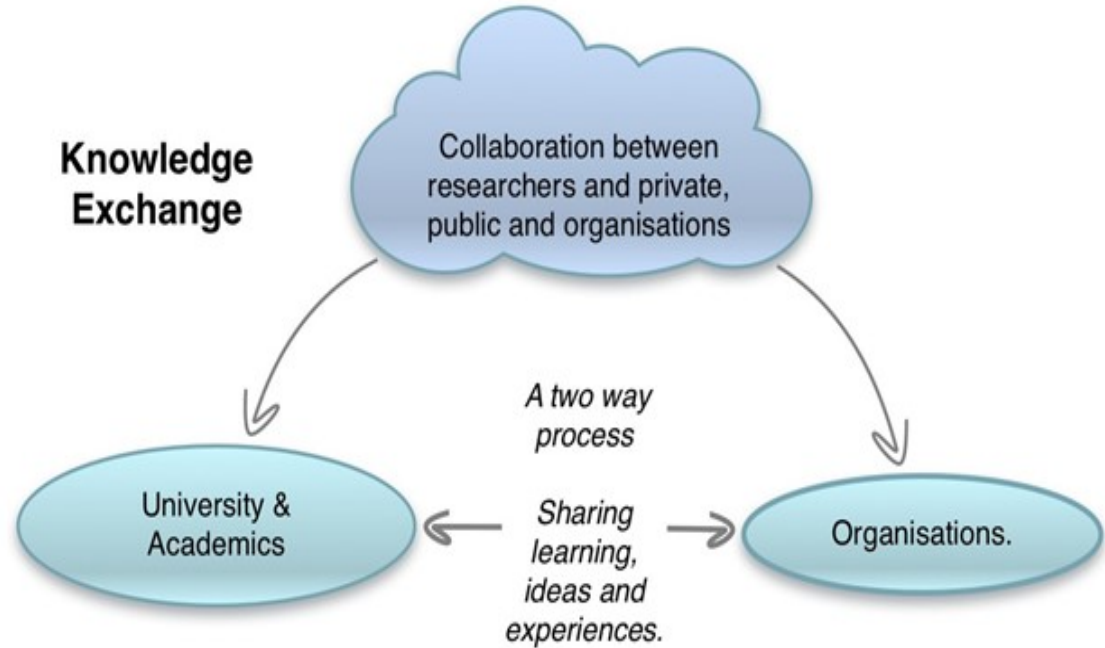 Knowledge
Exchange
Collaboration between
researchers and private,
public and organisations
A two way
process
University &
Academics
Sharing
learning,
ideas and
experiences.
Organisations.